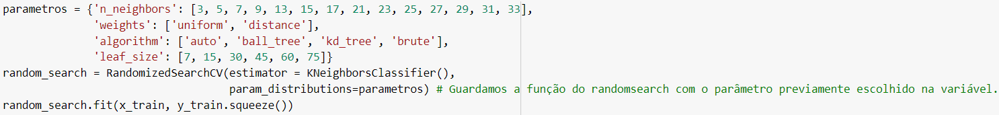 parametros = {'n_neighbors': [3, 5, 7, 9, 13, 15, 17, 21, 23, 25, 27, 29, 31, 33],
              'weights': ['uniform', 'distance'],
              'algorithm': ['auto', 'ball_tree', 'kd_tree', 'brute'],
              'leaf_size': [7, 15, 30, 45, 60, 75]}
random_search = RandomizedSearchCV(estimator = KNeighborsClassifier(),
                                   param_distributions=parametros) # Guardamos a função do randomsearch com o parâmetro previamente escolhido na variável.
random_search.fit(x_train, y_train.squeeze())